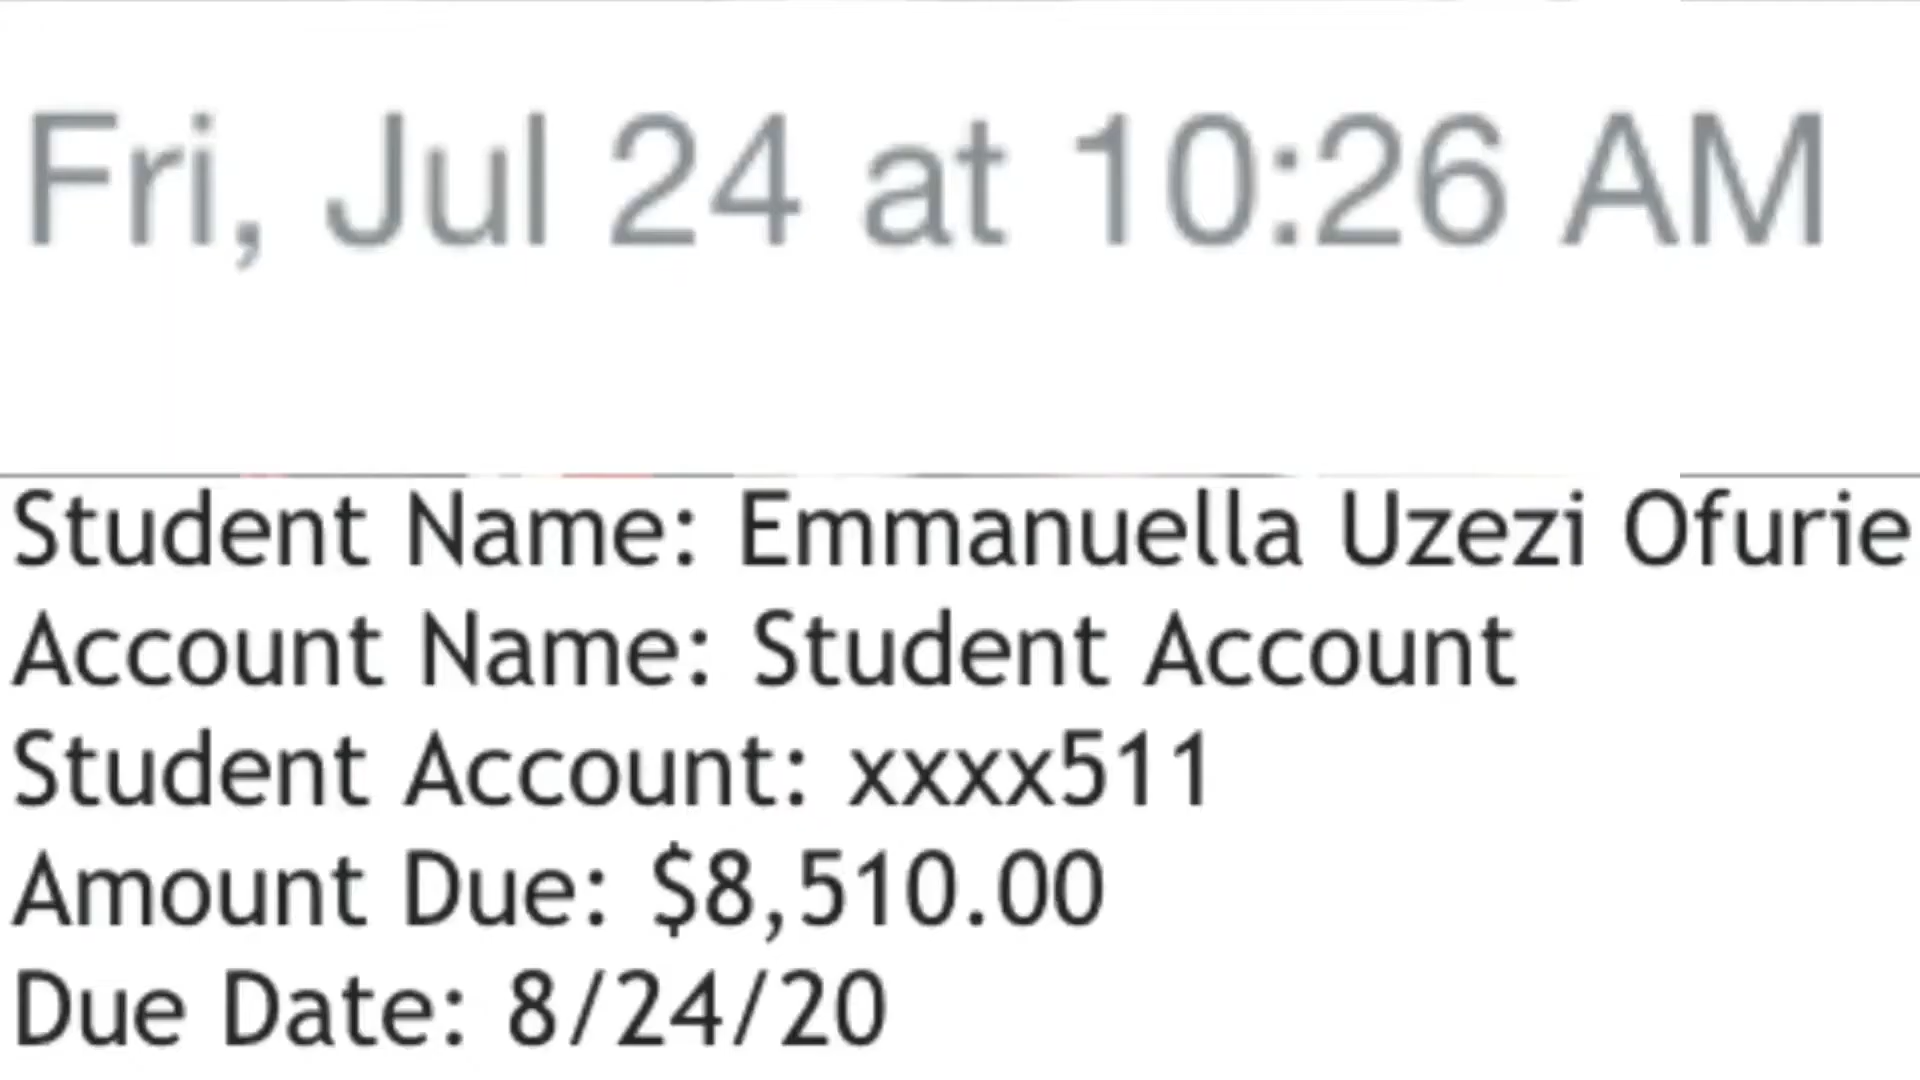 Fri, Jul 24 at 10:26 AM
Student Name: Emmanuella Uzezi Ofurie
Account Name: Student Account
Student Account: xxxx511
Amount Due: $8,510.00
Due Date: 8/24/20